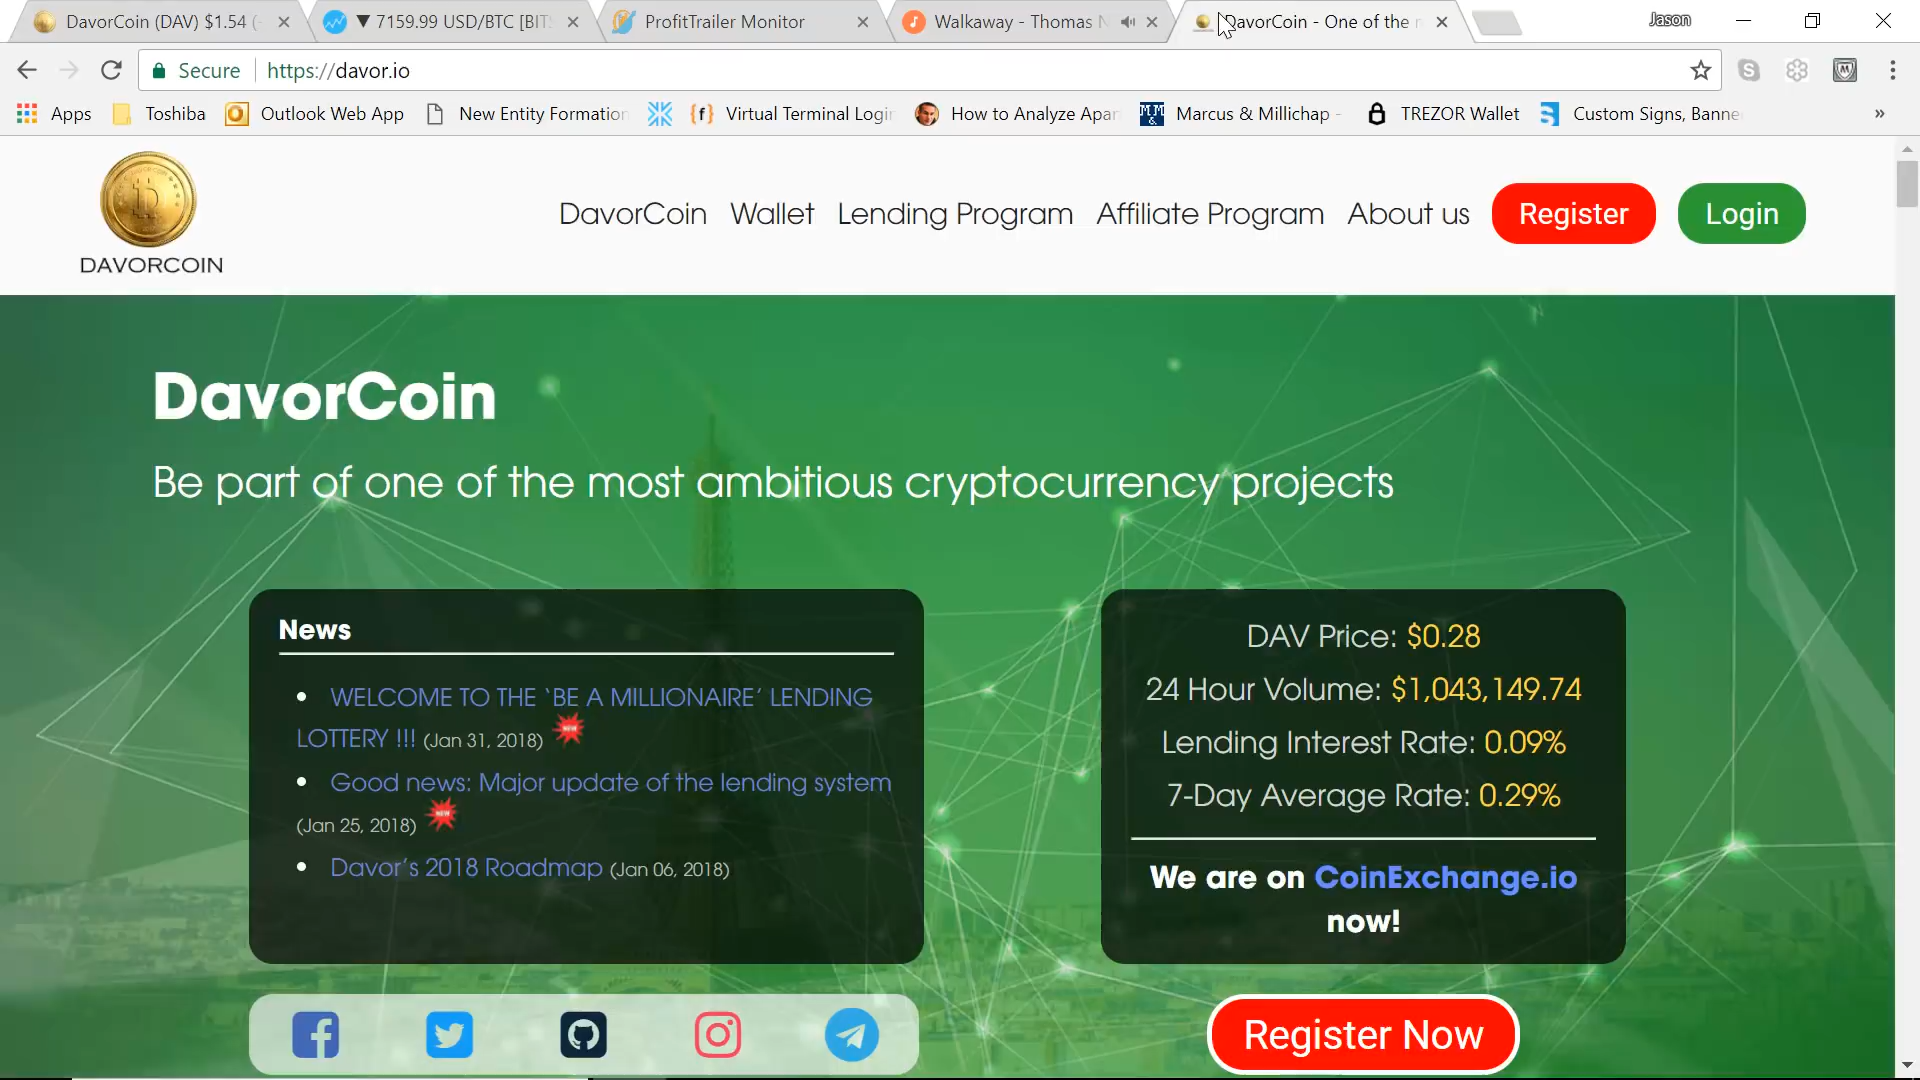 DavorCoin (DAV) $1.54 (
▼ 7159.99 USD/BTC [BIT
ProfitTrailer Monitor
Walkaway - Thomas N
DavorCoin - One of the m
Jason
Secure
https://davor.io
Apps
Toshiba
Outlook Web App
New Entity Formation
{f}
Virtual Terminal Login
How to Analyze Apar
MM &
Marcus & Millichap -
TREZOR Wallet
Custom Signs, Banne
»
DAVORCOIN
DavorCoin Wallet Lending Program Affiliate Program About us Register Login
DavorCoin
Be part of one of the most ambitious cryptocurrency projects
News
• WELCOME TO THE `BE A MILLIONAIRE’ LENDING
LOTTERY !!! (Jan 31, 2018) NEW
• Good news: Major update of the lending system
(Jan 25, 2018) NEW
• Davor’s 2018 Roadmap (Jan 06, 2018)
DAV Price: $0.28
24 Hour Volume: $1,043,149.74
Lending Interest Rate: 0.09%
7-Day Average Rate: 0.29%
We are on CoinExchange.io
now!
Register Now